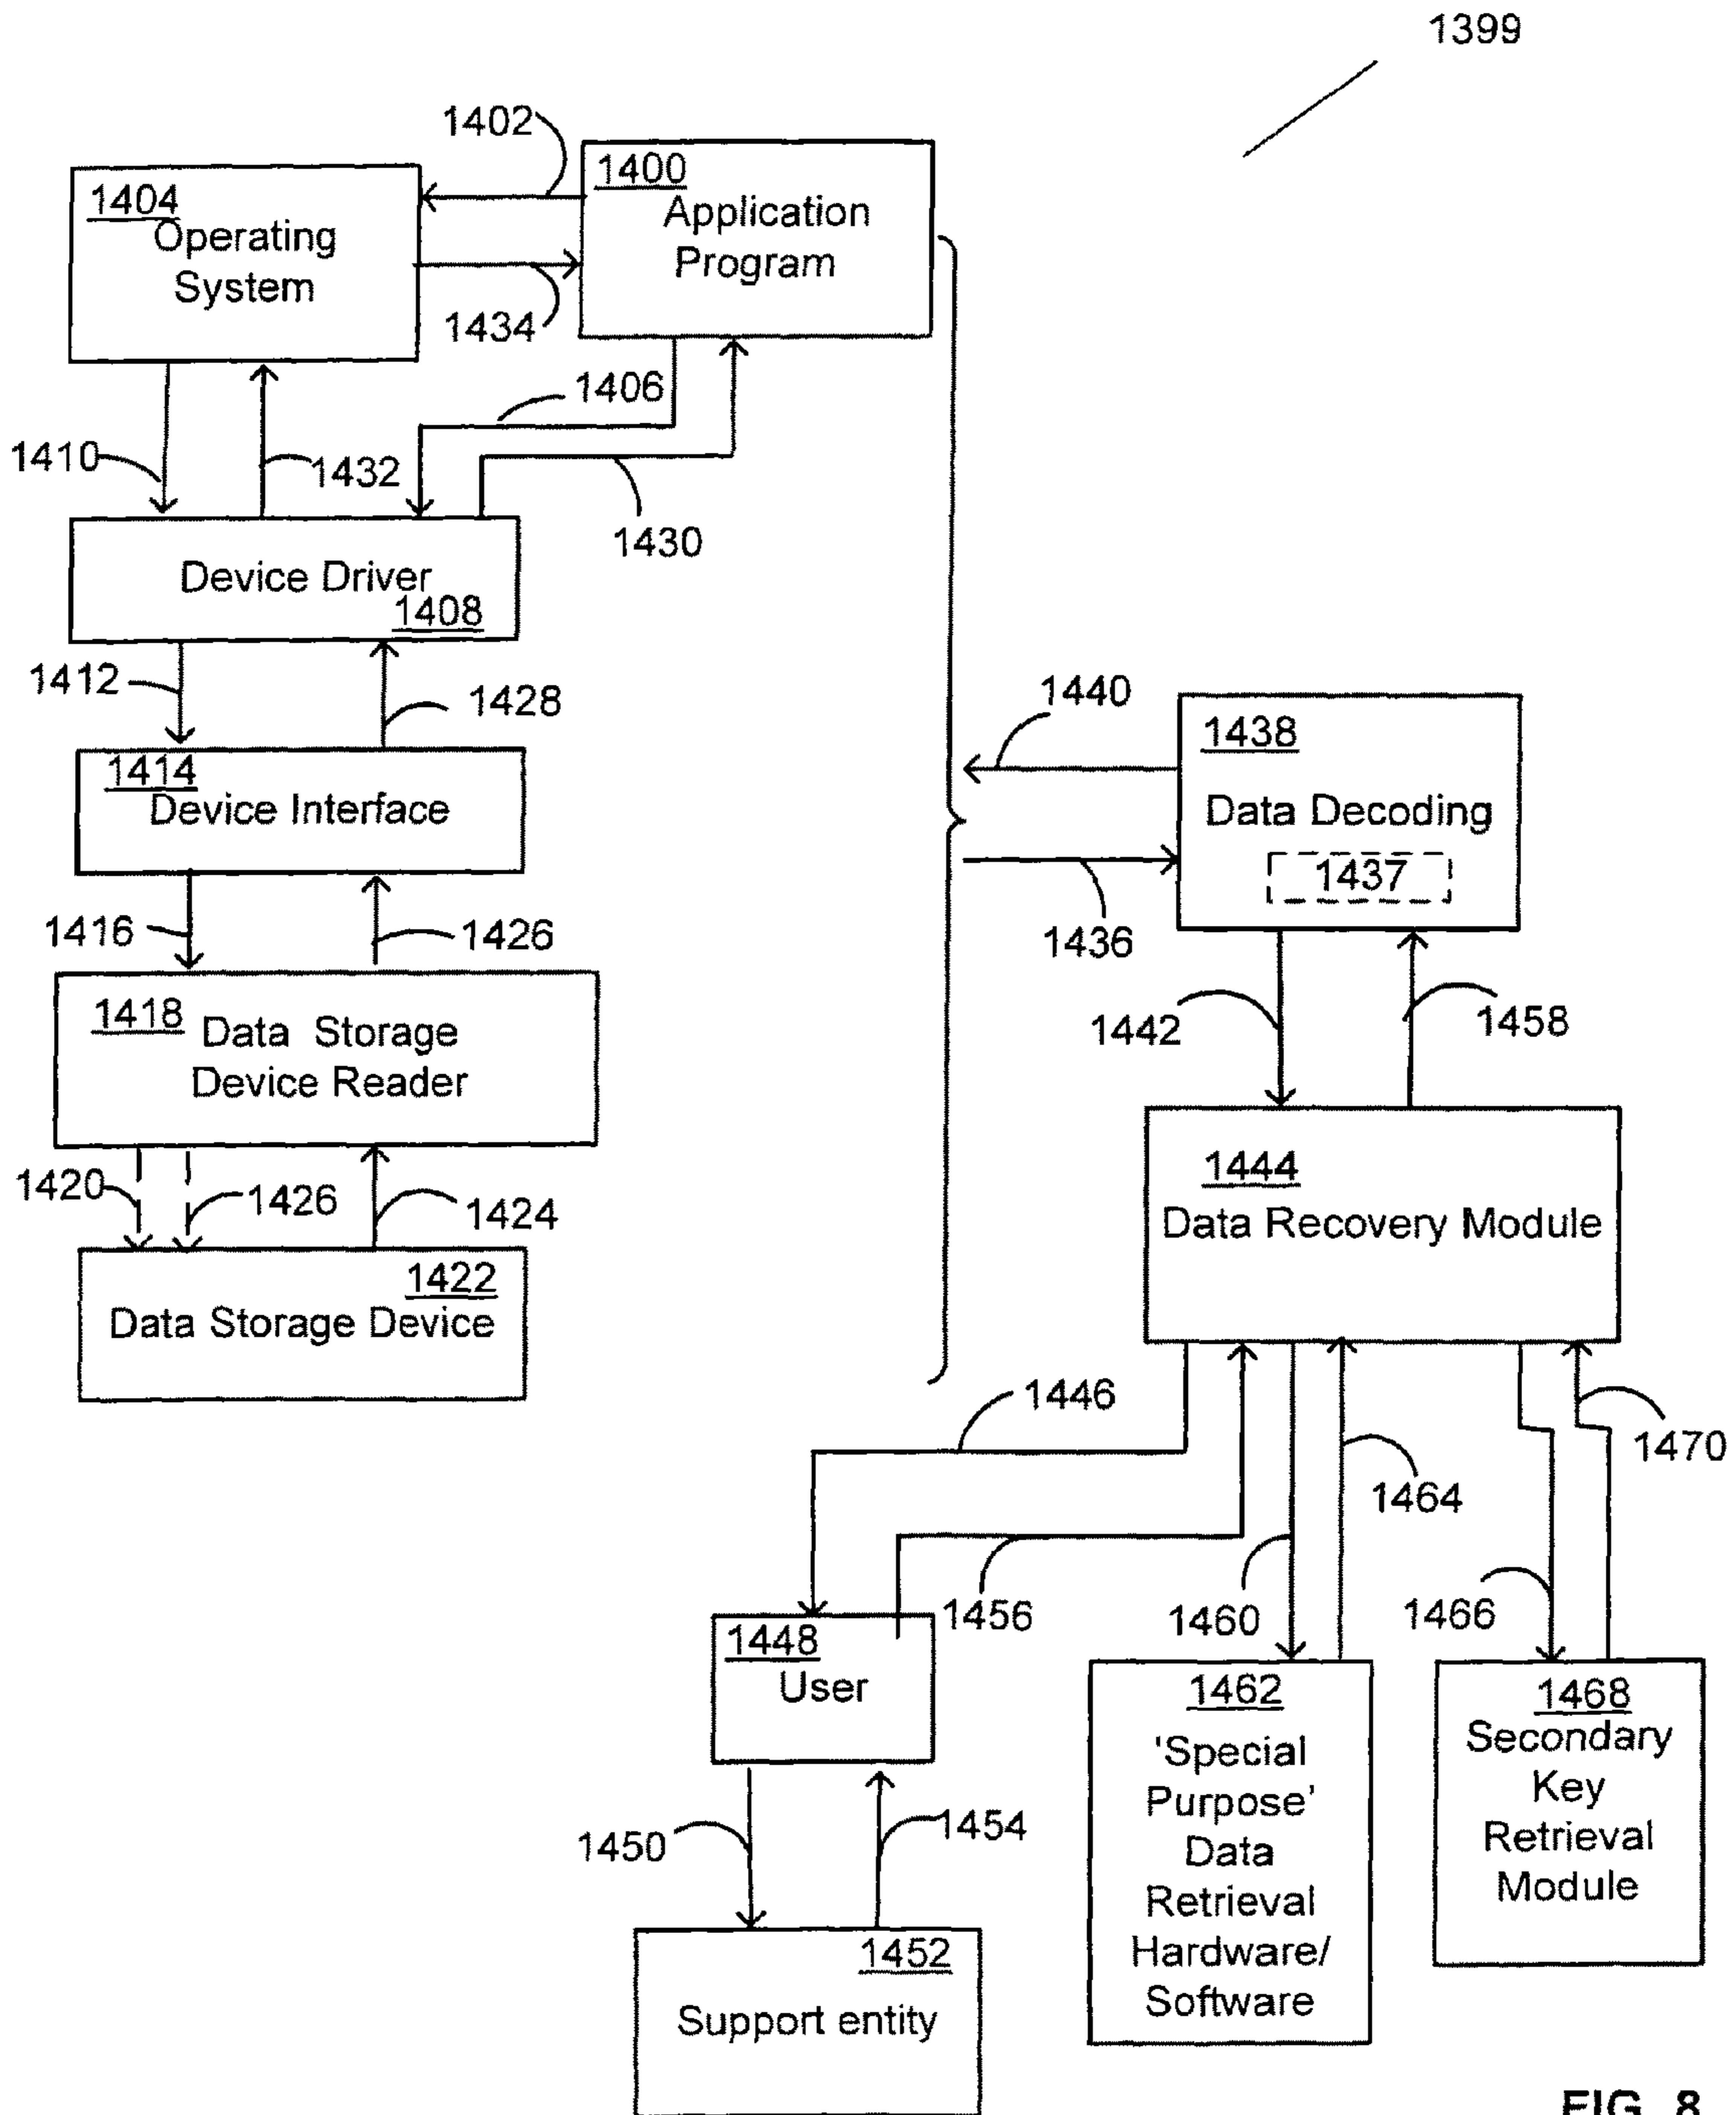 1399
1402
1400
Application
Program
1404
Operating
System
1434
1406
1410
1432
1430
Device Driver
1408
1412
1428
1440
1414
Device Interface
1438
Data Decoding
1437
1416
1426
1436
1418
Data Storage
Device Reader
1442
1458
1420
1426
1424
1444
Data Recovery Module
1422
Data Storage Device
1446
1470
1464
1456
1460
1466
1448
User
1462
'Special
Purpose'
Data
Retrieval
Hardware/
Software
1468
Secondary
Key
Retrieval
Module
1450
1454
1452
Support entity
FIG. 8